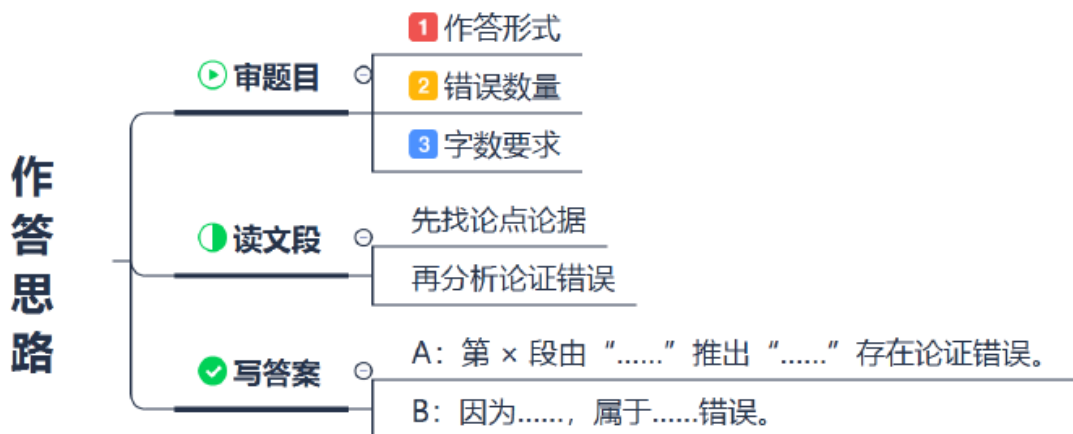 作答思路
审题目
1 作答形式
2 错误数量
3 字数要求
读文段
先找论点论据
再分析论证错误
写答案
A：第 × 段由“……”推出“……”存在论证错误。
B：因为……，属于……错误。